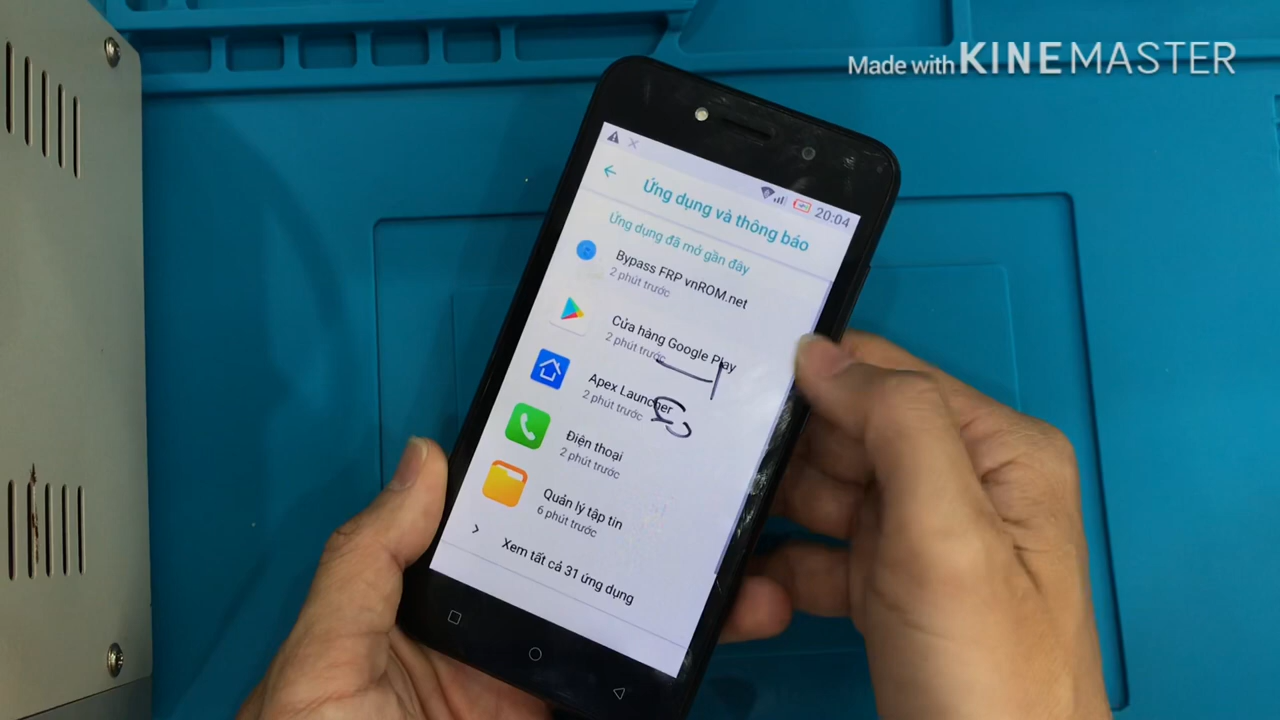 Made with KINEMASTER
20:04
Ứng dụng và thông báo
Ứng dụng đã mở gần đây
Bypass FRP vnROM.net
2 phút trước
Cửa hàng Google Play
2 phút trước
Apex Launcher
2 phút trước
Điện thoại
2 phút trước
Quản lý tập tin
6 phút trước
Xem tất cả 31 ứng dụng